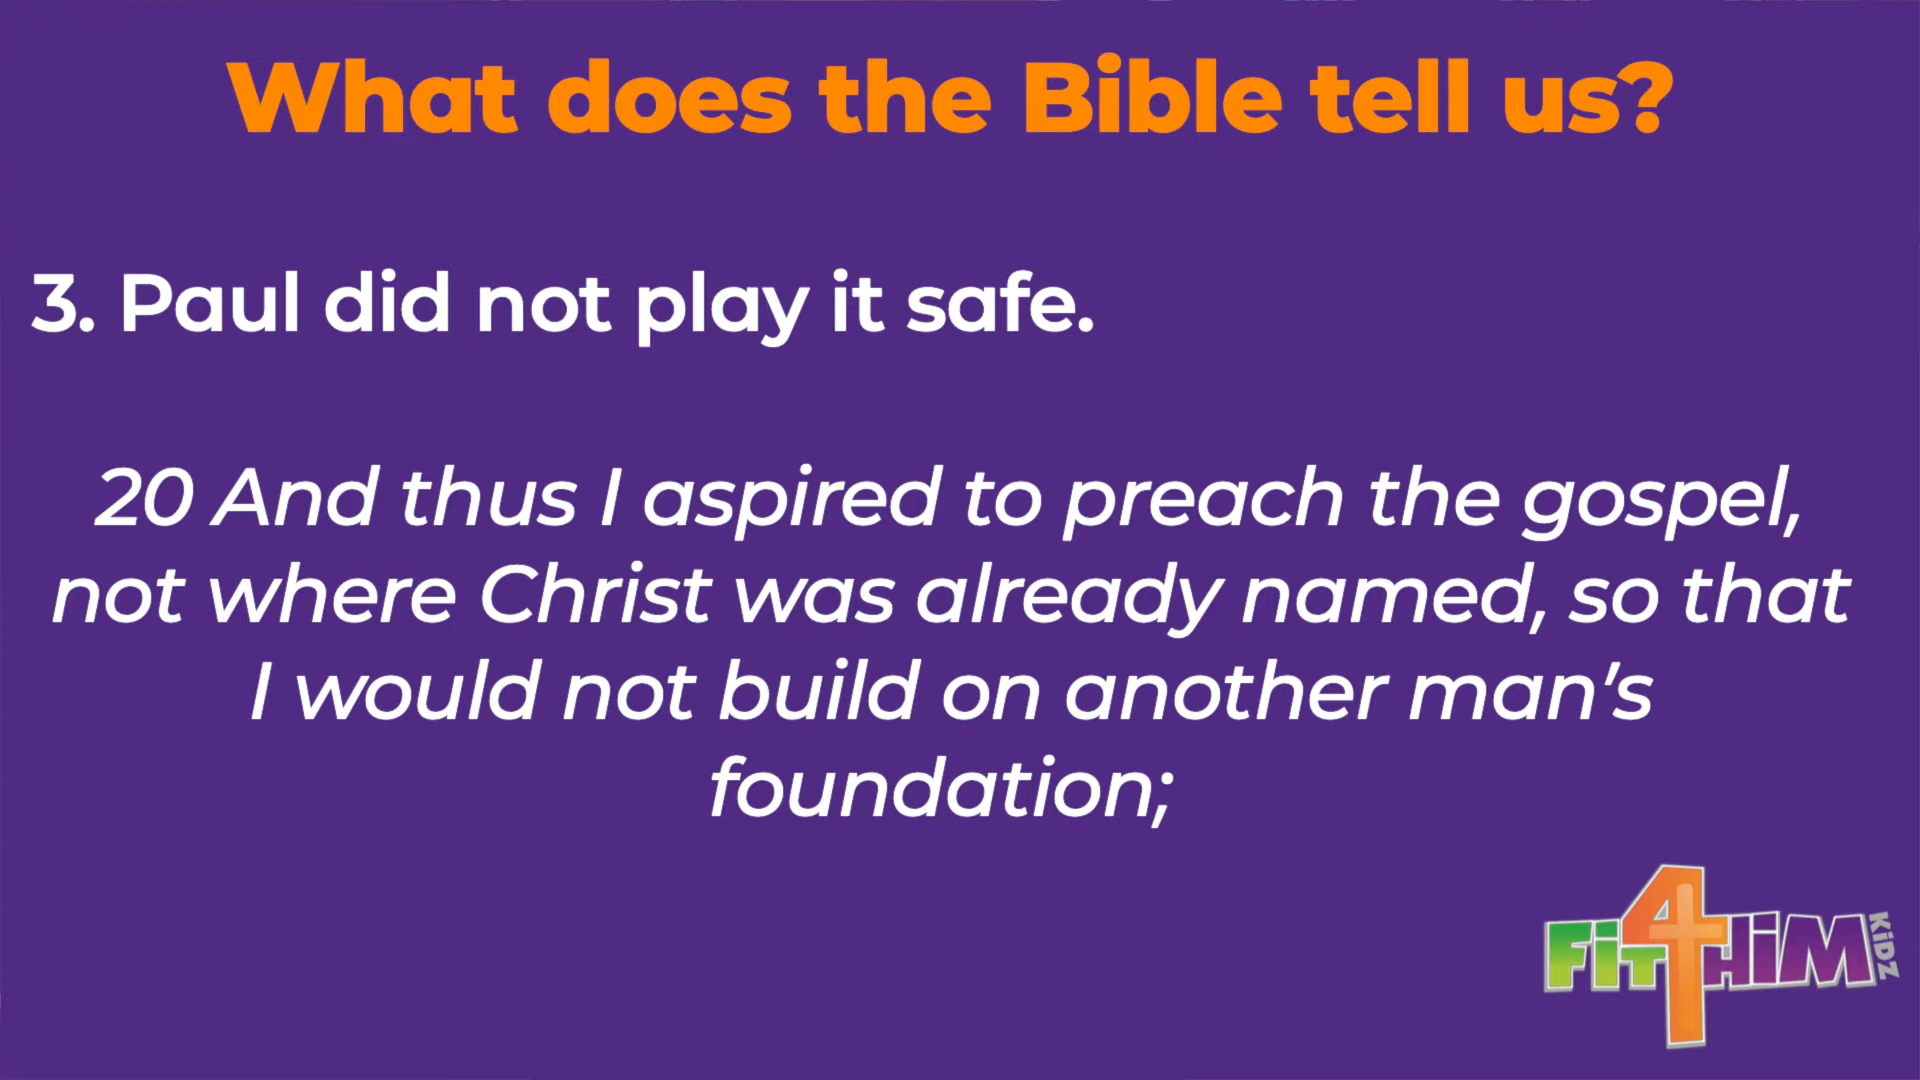 What does the Bible tell us?
3. Paul did not play it safe.
20 And thus I aspired to preach the gospel,
not where Christ was already named, so that
I would not build on another man's
foundation;
FiT4HiM KiDZ